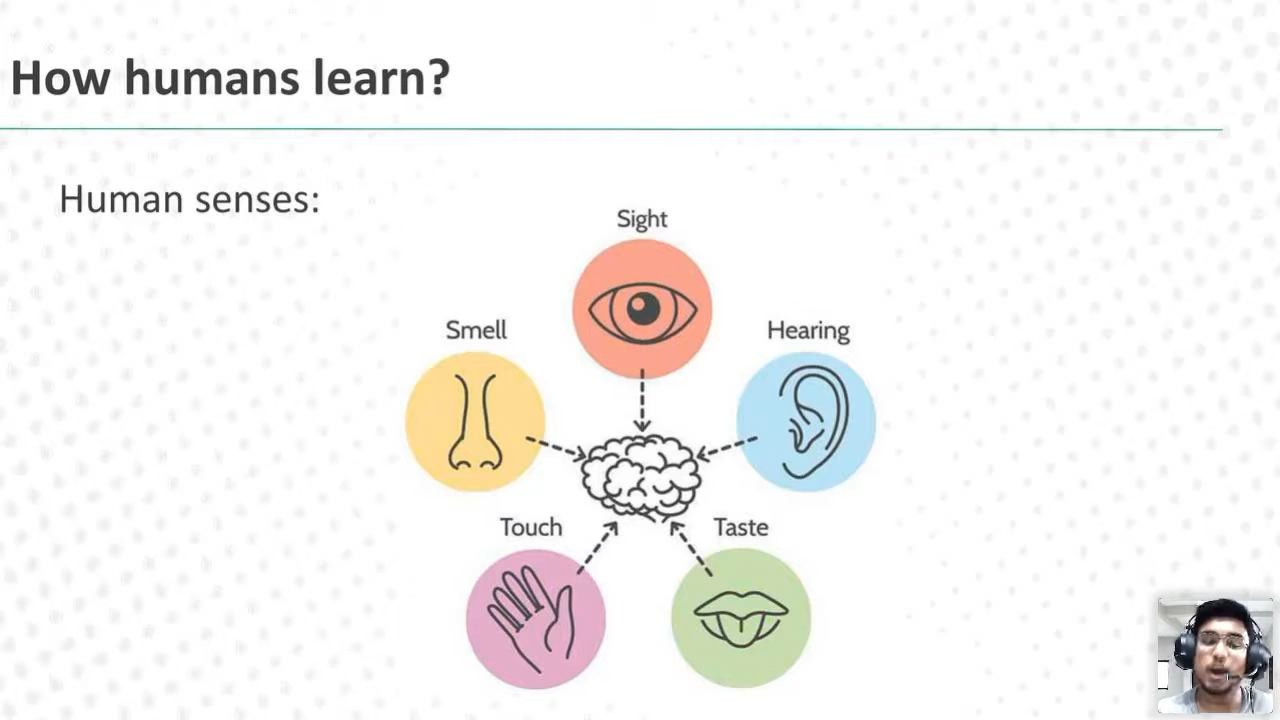 How humans learn?
Human senses:
Sight
Smell
Hearing
Touch
Taste